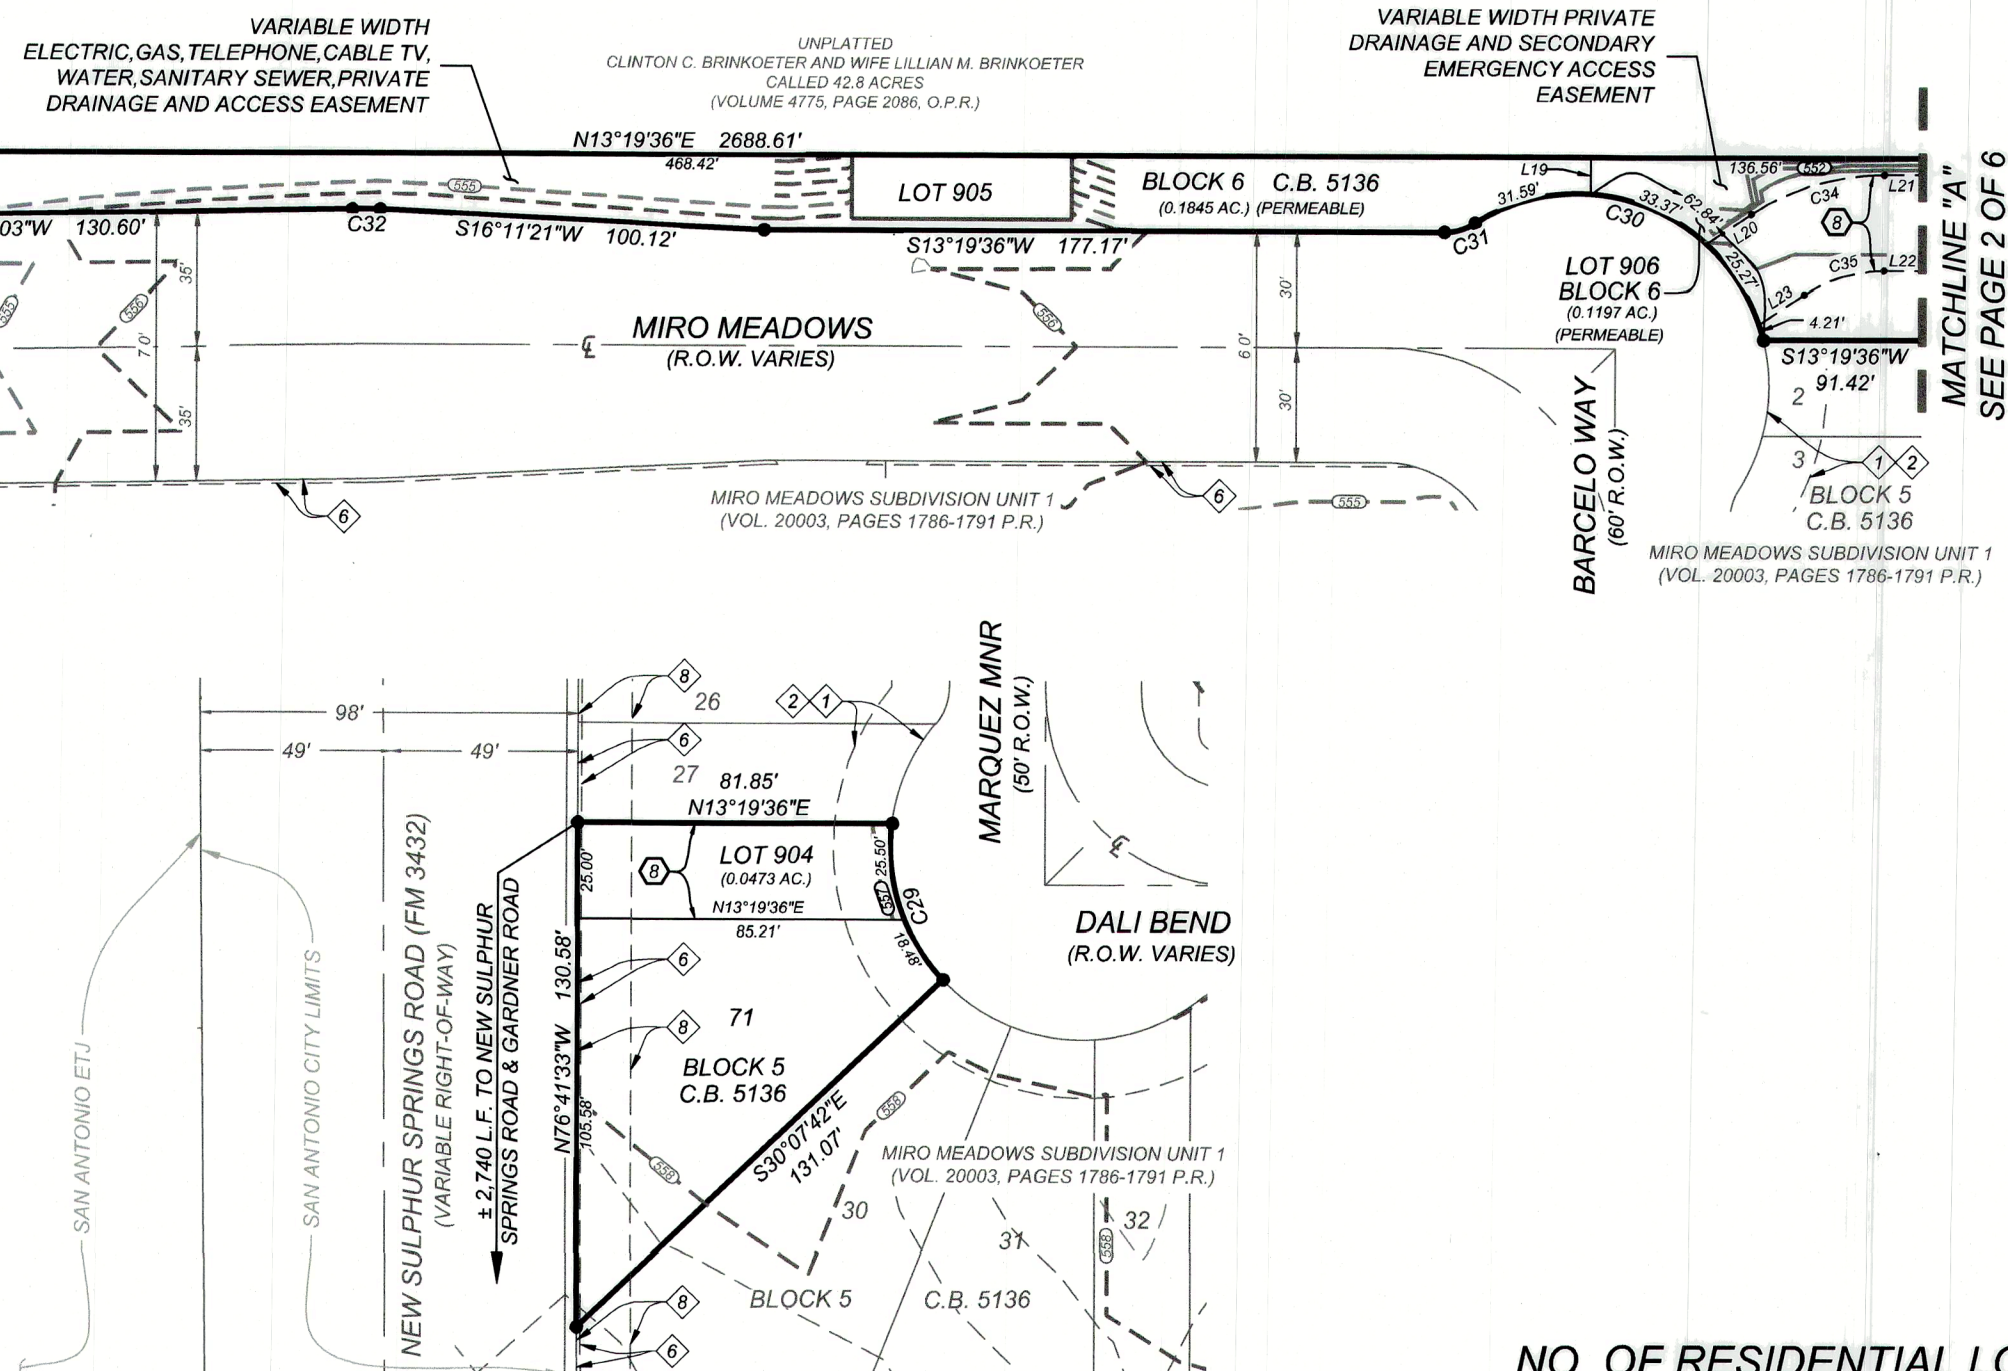 VARIABLE WIDTH
ELECTRIC,GAS,TELEPHONE,CABLE TV,
WATER,SANITARY SEWER,PRIVATE
DRAINAGE AND ACCESS EASEMENT
UNPLATTED
CLINTON C. BRINKOETER AND WIFE LILLIAN M. BRINKOETER
CALLED 42.8 ACRES
(VOLUME 4775, PAGE 2086, O.P.R.)
VARIABLE WIDTH PRIVATE
DRAINAGE AND SECONDARY
EMERGENCY ACCESS
EASEMENT
N13°19'36"E 2688.61'
468.42'
555
LOT 905
BLOCK 6 C.B. 5136
(0.1845 AC.) (PERMEABLE)
L19
31.59'
33.37'
62.84'
C30
136.56'
552
C34
L21
8
L20
C35
L22
25.27'
L23
4.21'
03"W 130.60'
C32
S16°11'21"W 100.12'
S13°19'36"W 177.17'
C31
LOT 906
BLOCK 6
(0.1197 AC.)
(PERMEABLE)
S13°19'36"W
91.42'
MATCHLINE "A"
SEE PAGE 2 OF 6
555
556
35'
70'
35'
MIRO MEADOWS
(R.O.W. VARIES)
℄
556
30'
60'
30'
BARCELO WAY
(60' R.O.W.)
2
3
1
2
BLOCK 5
C.B. 5136
6
MIRO MEADOWS SUBDIVISION UNIT 1
(VOL. 20003, PAGES 1786-1791 P.R.)
6
555
MIRO MEADOWS SUBDIVISION UNIT 1
(VOL. 20003, PAGES 1786-1791 P.R.)
98'
49'
49'
8
26
6
27
2
1
MARQUEZ MNR
(50' R.O.W.)
℄
81.85'
N13°19'36"E
LOT 904
(0.0473 AC.)
8
25.00'
25.50'
557
C29
N13°19'36"E
85.21'
18.48'
DALI BEND
(R.O.W. VARIES)
SAN ANTONIO ETJ
SAN ANTONIO CITY LIMITS
NEW SULPHUR SPRINGS ROAD (FM 3432)
(VARIABLE RIGHT-OF-WAY)
± 2,740 L.F. TO NEW SULPHUR
SPRINGS ROAD & GARDNER ROAD
N76°41'33"W 130.58'
105.58'
6
8
71
BLOCK 5
C.B. 5136
S30°07'42"E
131.07'
558
558
MIRO MEADOWS SUBDIVISION UNIT 1
(VOL. 20003, PAGES 1786-1791 P.R.)
30
31
32
558
BLOCK 5
C.B. 5136
8
6
NO. OF RESIDENTIAL LO